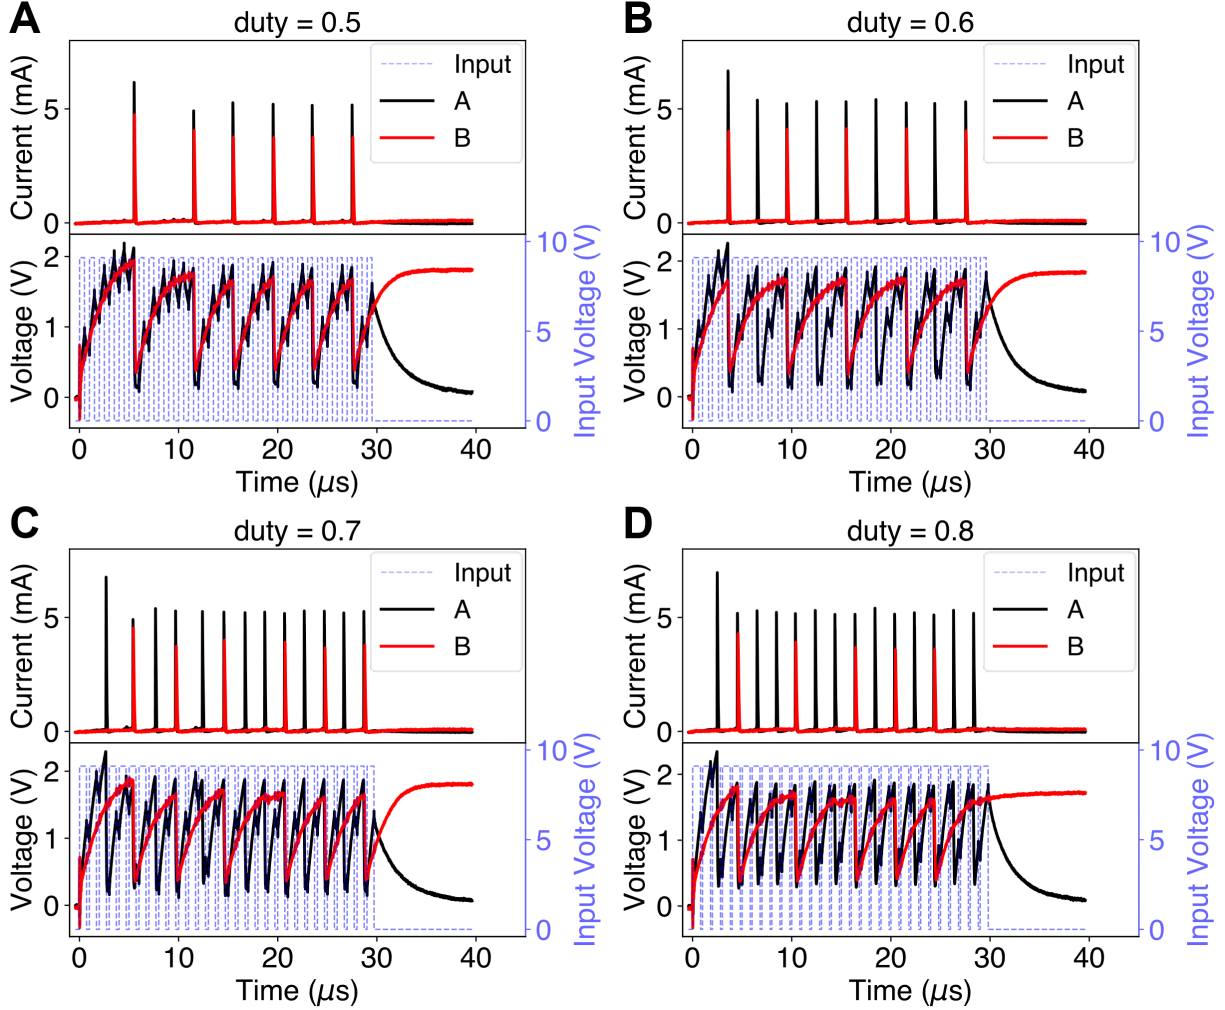 A
duty = 0.5
Current (mA)
5
0
Input
A
B
Voltage (V)
2
1
0
Input Voltage (V)
10
5
0
0 10 20 30 40
Time (μs)
B
duty = 0.6
Current (mA)
5
0
Input
A
B
Voltage (V)
2
1
0
Input Voltage (V)
10
5
0
0 10 20 30 40
Time (μs)
C
duty = 0.7
Current (mA)
5
0
Input
A
B
Voltage (V)
2
1
0
Input Voltage (V)
10
5
0
0 10 20 30 40
Time (μs)
D
duty = 0.8
Current (mA)
5
0
Input
A
B
Voltage (V)
2
1
0
Input Voltage (V)
10
5
0
0 10 20 30 40
Time (μs)